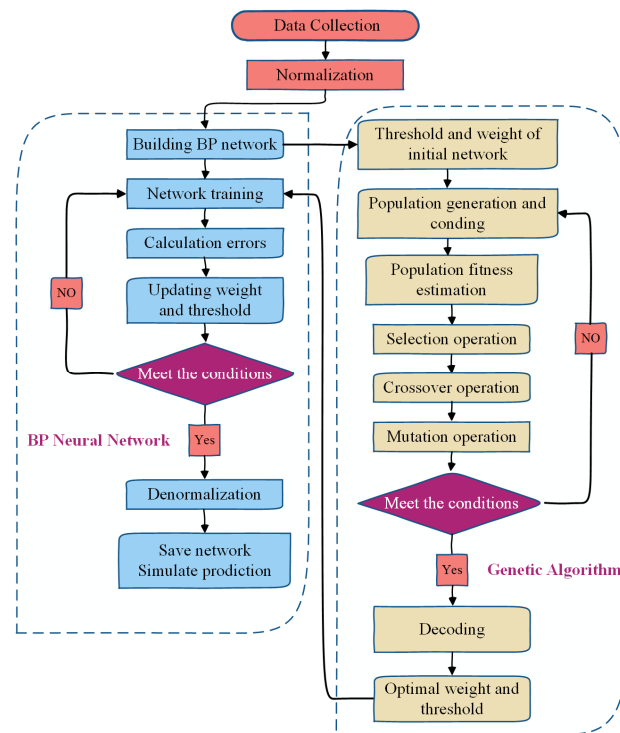 Data Collection
Normalization
Building BP network
Network training
Calculation errors
Updating weight
and threshold
NO
Meet the conditions
BP Neural Network
Yes
Denormalization
Save network
Simulate prodiction
Threshold and weight of
initial network
Population generation and
conding
Population fitness
estimation
Selection operation
NO
Crossover operation
Mutation operation
Meet the conditions
Yes
Genetic Algorithm
Decoding
Optimal weight and
threshold